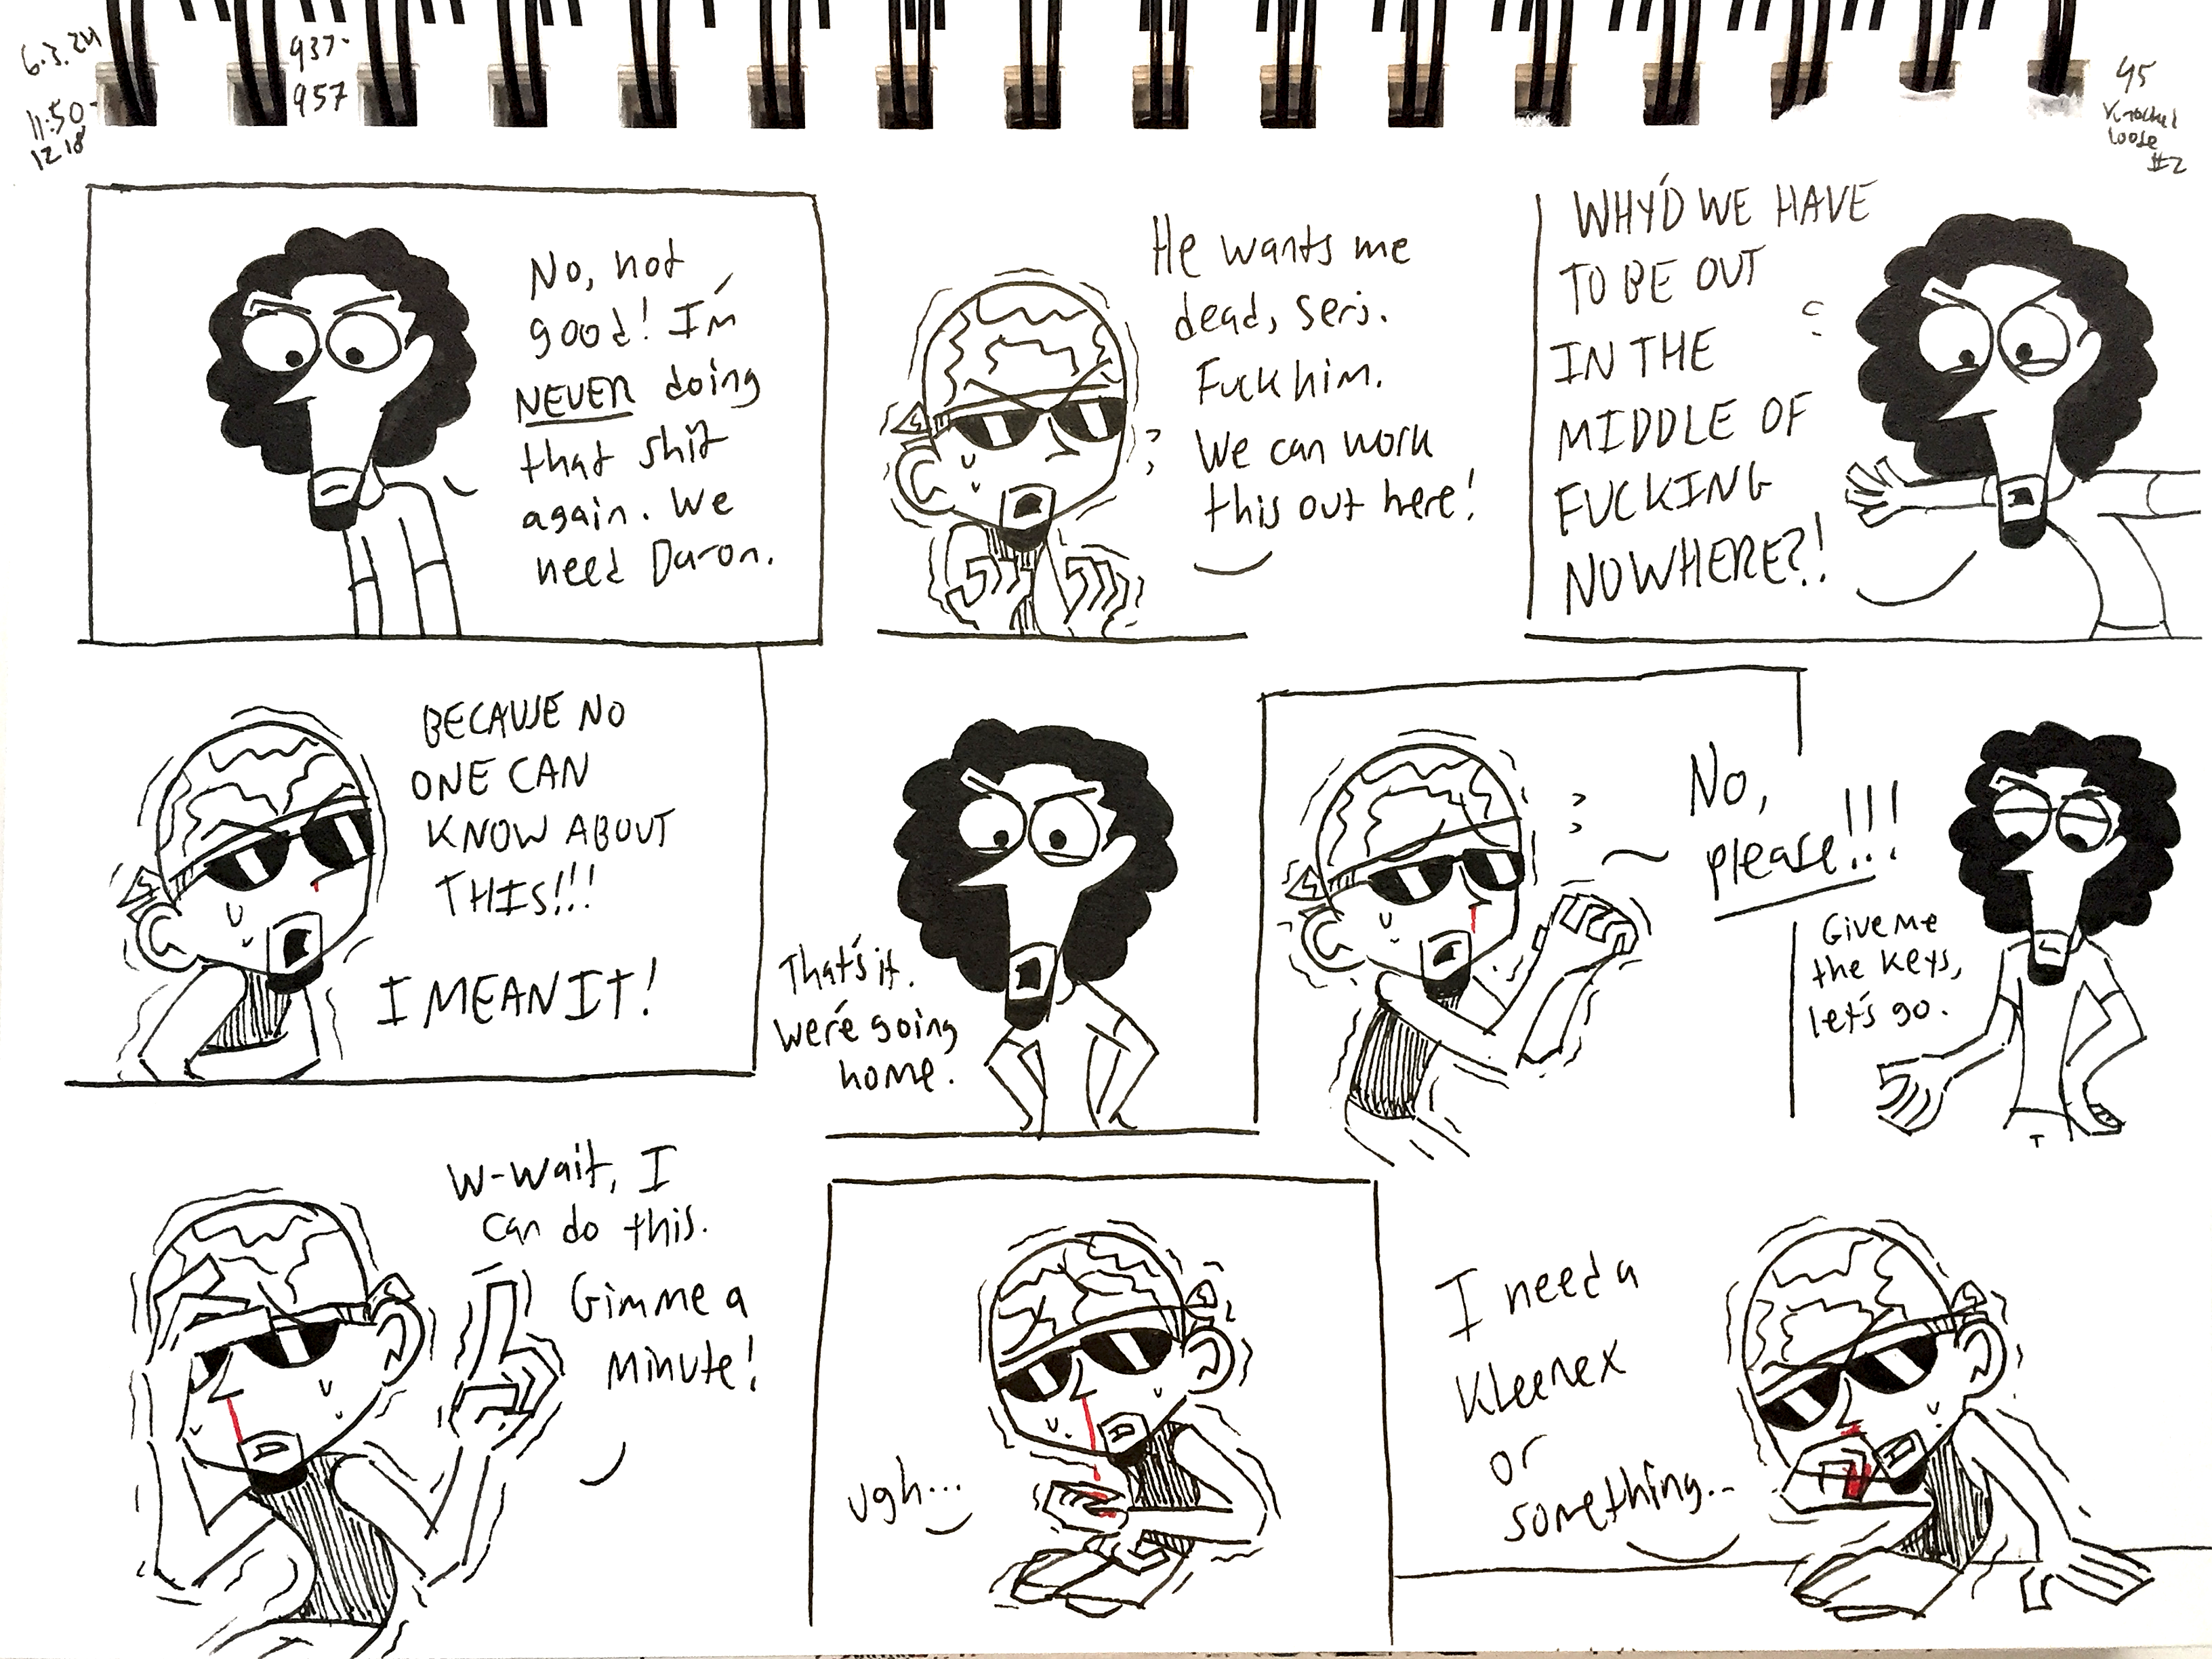 6.3.24
11:50-
12 18
937-
957
45
Knocked
loose
#2
No, not
good! I'm
NEVER doing
that shit
again. We
need Daron.
He wants me
dead, Serj.
Fuck him.
We can work
this out here!
WHY'D WE HAVE
TO BE OUT
IN THE
MIDDLE OF
FUCKING
NOWHERE?!
BECAUSE NO
ONE CAN
KNOW ABOUT
THIS!!!
I MEAN IT!
That's it.
We're going
home.
No,
please!!!
Give me
the keys,
let's go.
W-Wait, I
can do this.
Gimme a
minute!
ugh...
I need a
Kleenex
or
something...